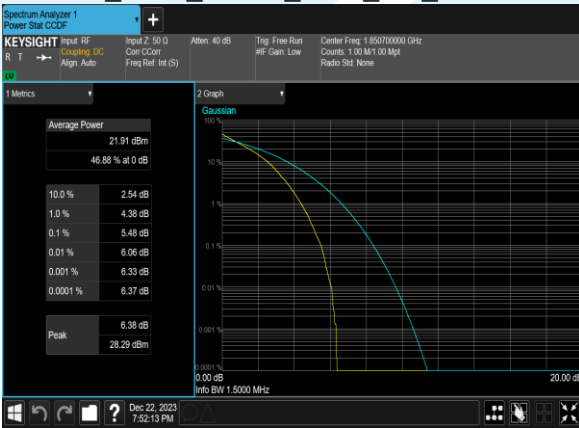 Spectrum Analyzer 1
Power Stat CCDF
+
KEYSIGHT
R T
LU
Input: RF
Coupling: DC
Align: Auto
Input Z: 50 Ω
Corr CCorr
Freq Ref: Int (S)
Atten: 40 dB
Trig: Free Run
#IF Gain: Low
Center Freq: 1.850700000 GHz
Counts: 1.00 M/1.00 Mpt
Radio Std: None
1 Metrics
Average Power
21.91 dBm
46.88 % at 0 dB
10.0 % 2.54 dB
1.0 % 4.38 dB
0.1 % 5.48 dB
0.01 % 6.06 dB
0.001 % 6.33 dB
0.0001 % 6.37 dB
Peak
6.38 dB
28.29 dBm
2 Graph
Gaussian
100 %
10 %
1 %
0.1 %
0.01 %
0.001 %
0.0001 %
0.00 dB
20.00 dB
Info BW 1.5000 MHz
?
Dec 22, 2023
7:52:13 PM